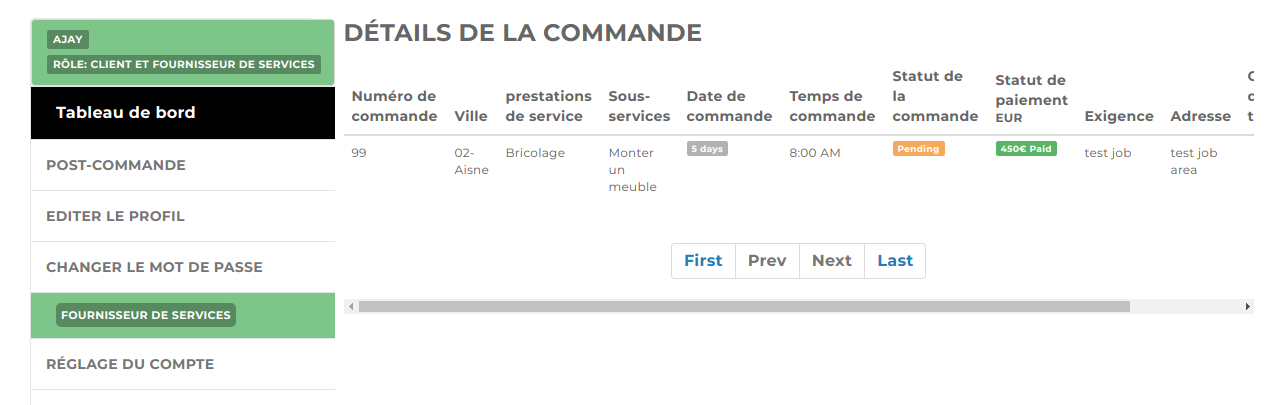 AJAY
RÔLE: CLIENT ET FOURNISSEUR DE SERVICES
Tableau de bord
POST-COMMANDE
EDITER LE PROFIL
CHANGER LE MOT DE PASSE
FOURNISSEUR DE SERVICES
RÉGLAGE DU COMPTE
DÉTAILS DE LA COMMANDE
Numéro de commande
Ville
prestations de service
Sous-services
Date de commande
Temps de commande
Statut de la commande
Statut de paiement EUR
Exigence
Adresse
99
02-Aisne
Bricolage
Monter un meuble
5 days
8:00 AM
Pending
450€ Paid
test job
test job area
First Prev Next Last